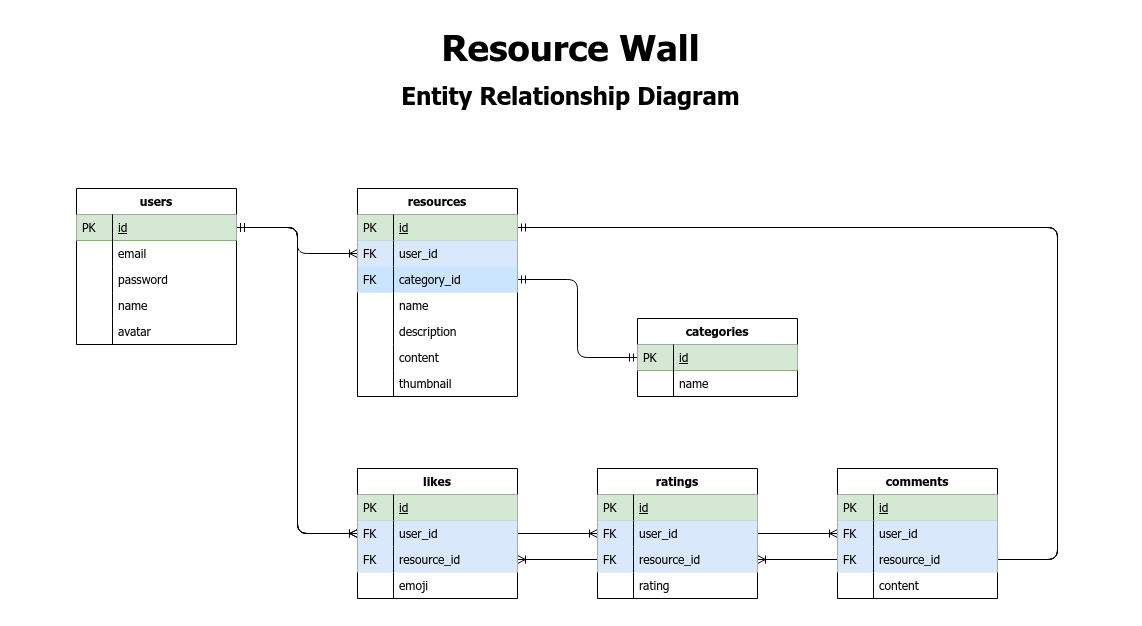 Resource Wall
Entity Relationship Diagram
users
PK id
email
password
name
avatar
resources
PK id
FK user_id
FK category_id
name
description
content
thumbnail
categories
PK id
name
likes
PK id
FK user_id
FK resource_id
emoji
ratings
PK id
FK user_id
FK resource_id
rating
comments
PK id
FK user_id
FK resource_id
content